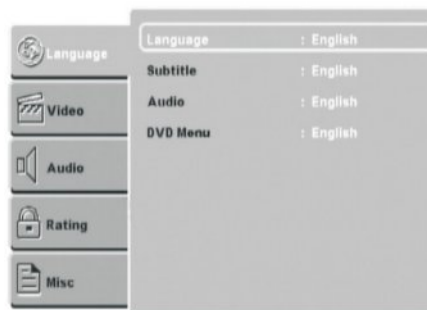 Language
Video
Audio
Rating
Misc
Language : English
Subtitle : English
Audio : English
DVD Menu : English